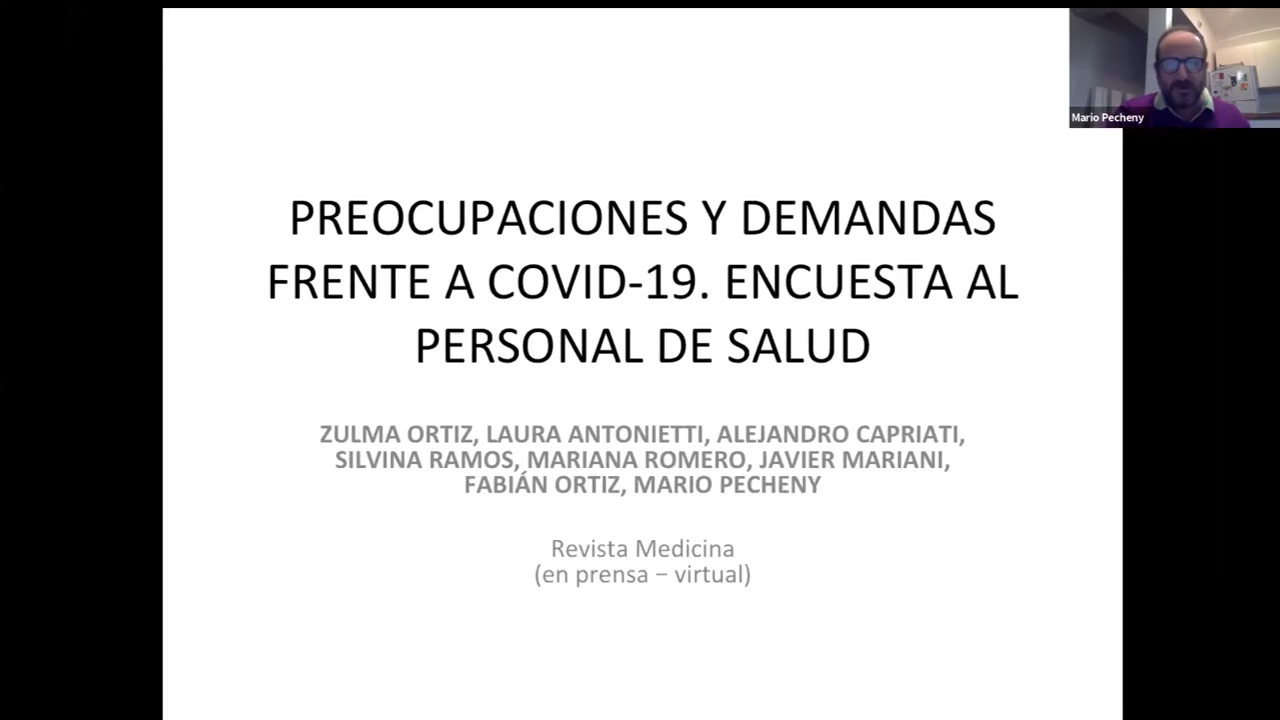 Mario Pecheny
PREOCUPACIONES Y DEMANDAS
FRENTE A COVID-19. ENCUESTA AL
PERSONAL DE SALUD
ZULMA ORTIZ, LAURA ANTONIETTI, ALEJANDRO CAPRIATI,
SILVINA RAMOS, MARIANA ROMERO, JAVIER MARIANI,
FABIÁN ORTIZ, MARIO PECHENY
Revista Medicina
(en prensa – virtual)